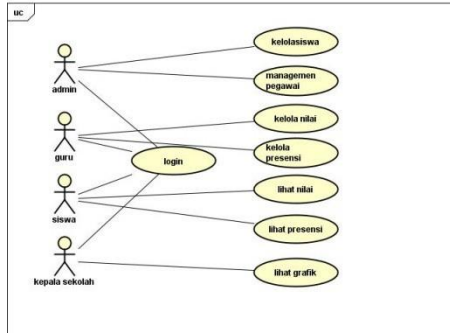 uc
kelolasiswa
admin
managemen
pegawai
kelola nilai
guru
kelola
presensi
login
lihat nilai
siswa
lihat presensi
kepala sekolah
lihat grafik